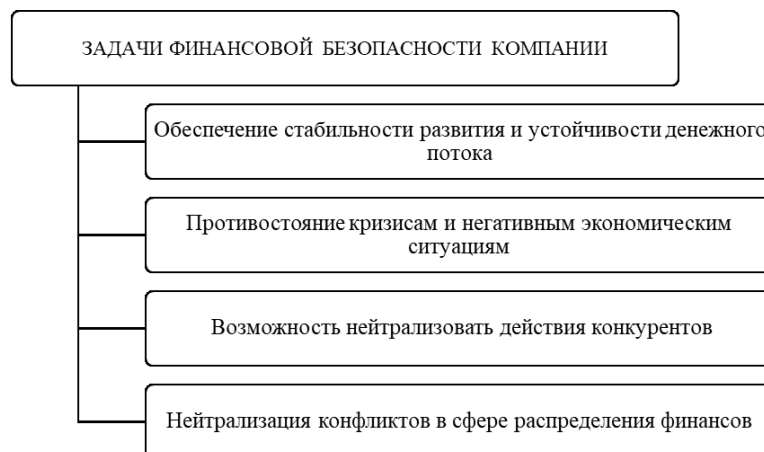 ЗАДАЧИ ФИНАНСОВОЙ БЕЗОПАСНОСТИ КОМПАНИИ
Обеспечение стабильности развития и устойчивости денежного
потока
Противостояние кризисам и негативным экономическим
ситуациям
Возможность нейтрализовать действия конкурентов
Нейтрализация конфликтов в сфере распределения финансов